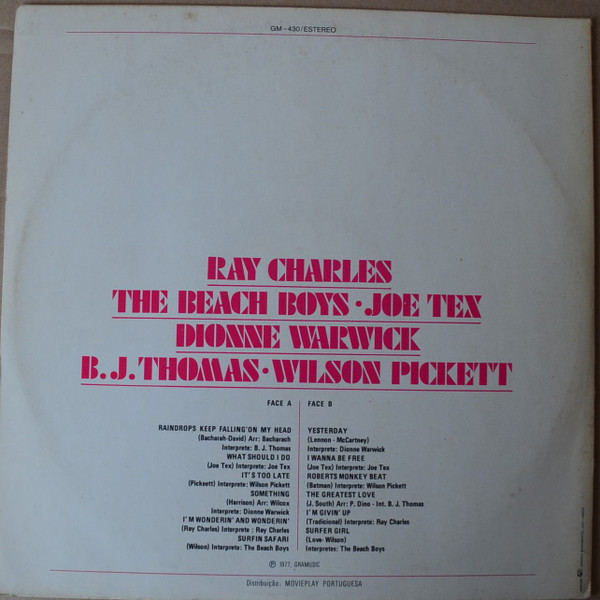 GM-430/ESTEREO
RAY CHARLES
THE BEACH BOYS·JOE TEX
DIONNE WARWICK
B.J. THOMAS·WILSON PICKETT
FACE A
RAINDROPS KEEP FALLING'ON MY HEAD
(Bacharah-David) Arr: Bacharach
Interprete: B. J. Thomas
WHAT SHOULD I DO
(Joe Tex) Interprete: Joe Tex
IT'S TOO LATE
(Pickett) Interprete: Wilson Pickett
SOMETHING
(Harrison) Arr: Wilcox
Interprete: Dionne Warwick
I'M WONDERIN' AND WONDERIN'
(Ray Charles) Interprete : Ray Charles
SURFIN SAFARI
(Wilson) Interprete: The Beach Boys
FACE B
YESTERDAY
(Lennon - McCartney)
Interprete: Dionne Warwick
I WANNA BE FREE
(Joe Tex) Interprete: Joe Tex
ROBERTS MONKEY BEAT
(Batman) Interprete: Wilson Pickett
THE GREATEST LOVE
(J. South) Arr: P. Dino - Int. B. J. Thomas
I'M GIVIN' UP
(Tradicional) Interprete: Ray Charles
SURFER GIRL
(Love-Wilson)
Interpretes: The Beach Boys
℗ 1977, GRAMUSIC
Distribuição: MOVIEPLAY PORTUGUESA